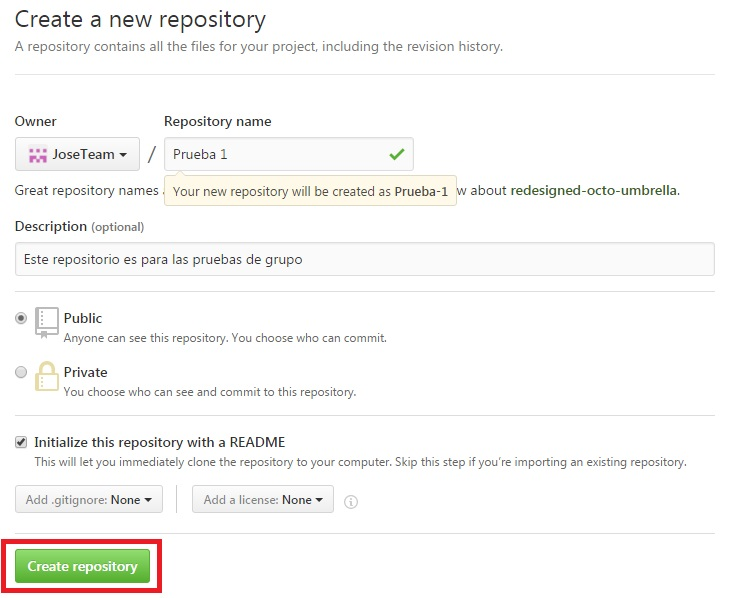 Create a new repository
A repository contains all the files for your project, including the revision history.
Owner
Repository name
JoseTeam
/
Prueba 1
Great repository names
Your new repository will be created as Prueba-1
w about redesigned-octo-umbrella.
Description (optional)
Este repositorio es para las pruebas de grupo
Public
Anyone can see this repository. You choose who can commit.
Private
You choose who can see and commit to this repository.
Initialize this repository with a README
This will let you immediately clone the repository to your computer. Skip this step if you’re importing an existing repository.
Add .gitignore: None
Add a license: None
Create repository